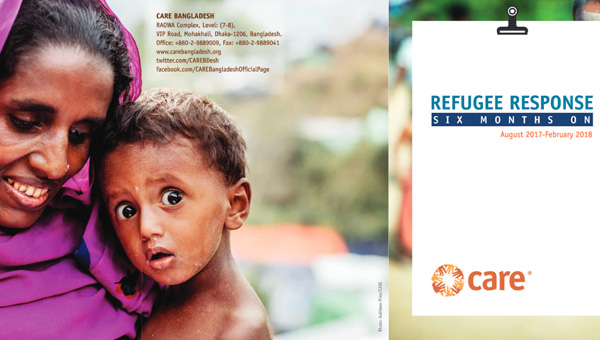 CARE BANGLADESH
RAOWA Complex, Level: (7-8),
VIP Road, Mohakhali, Dhaka-1206, Bangladesh.
Office: +880-2-9889009, Fax: +880-2-9889041
www.carebangladesh.org
twitter.com/CAREBDesh
facebook.com/CAREBangladeshOfficialPage
REFUGEE RESPONSE
SIX MONTHS ON
August 2017-February 2018
care®